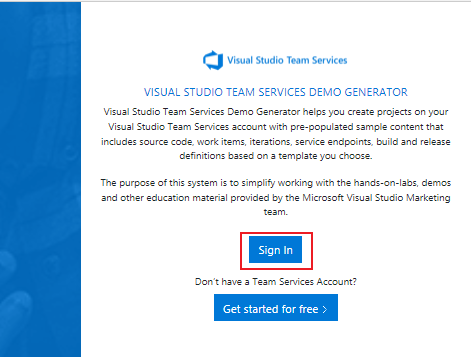 Visual Studio Team Services
VISUAL STUDIO TEAM SERVICES DEMO GENERATOR
Visual Studio Team Services Demo Generator helps you create projects on your
Visual Studio Team Services account with pre-populated sample content that
includes source code, work items, iterations, service endpoints, build and release
definitions based on a template you choose.
The purpose of this system is to simplify working with the hands-on-labs, demos
and other education material provided by the Microsoft Visual Studio Marketing
team.
Sign In
Don't have a Team Services Account?
Get started for free >